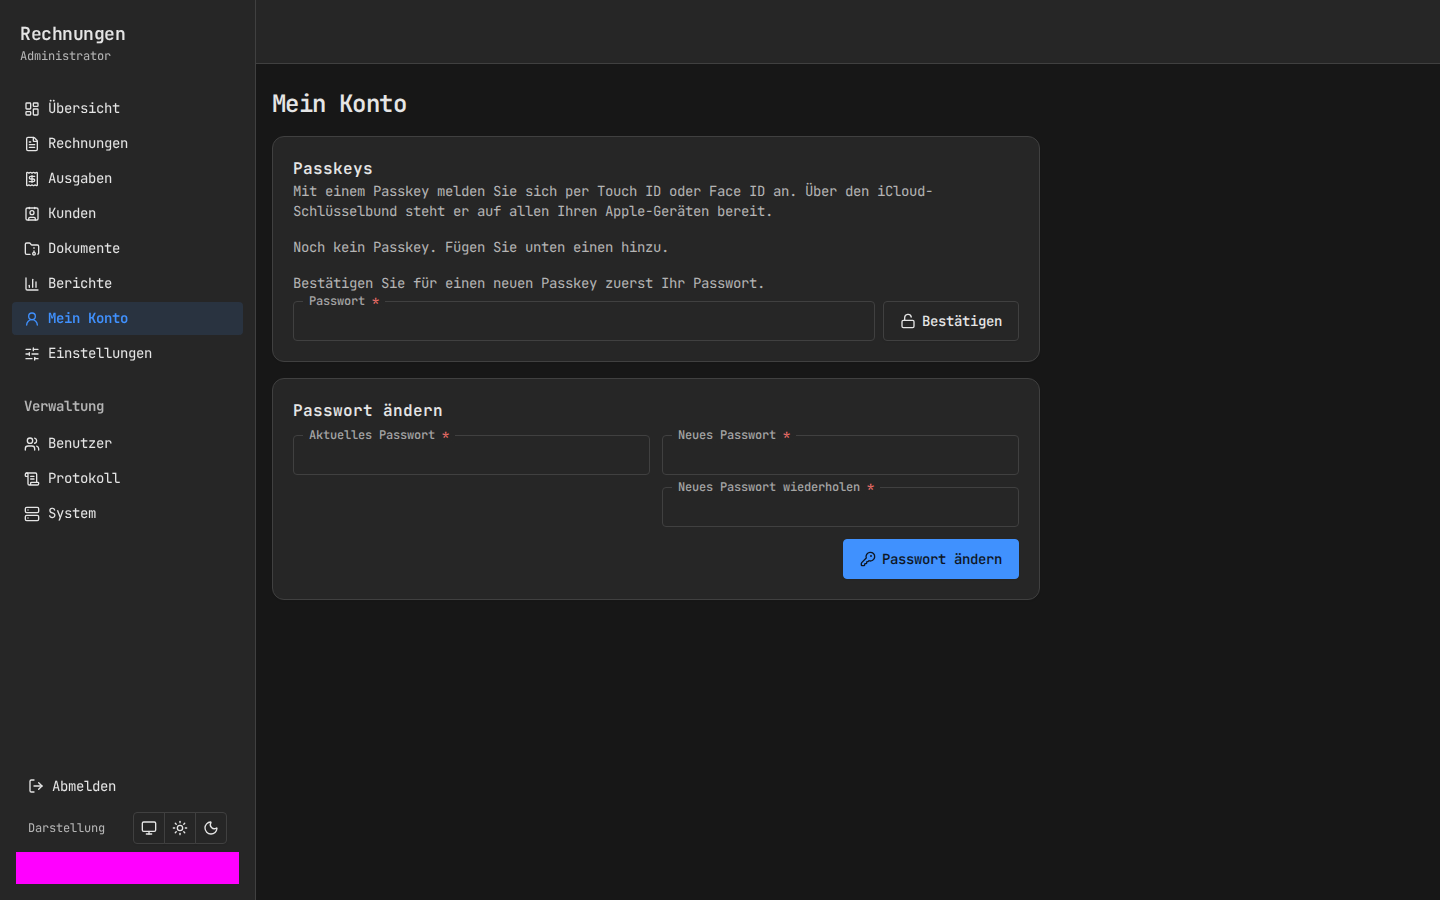 Rechnungen
Administrator
Übersicht
Rechnungen
Ausgaben
Kunden
Dokumente
Berichte
Mein Konto
Einstellungen
Verwaltung
Benutzer
Protokoll
System
Abmelden
Darstellung
Mein Konto
Passkeys
Mit einem Passkey melden Sie sich per Touch ID oder Face ID an. Über den iCloud-
Schlüsselbund steht er auf allen Ihren Apple-Geräten bereit.
Noch kein Passkey. Fügen Sie unten einen hinzu.
Bestätigen Sie für einen neuen Passkey zuerst Ihr Passwort.
Passwort *
Bestätigen
Passwort ändern
Aktuelles Passwort *
Neues Passwort *
Neues Passwort wiederholen *
Passwort ändern